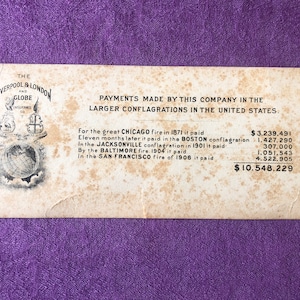 THE
LIVERPOOL & LONDON
AND
GLOBE
PAYMENTS MADE BY THIS COMPANY IN THE
LARGER CONFLAGRATIONS IN THE UNITED STATES
For the great CHICAGO fire in 1871 it paid $3,239,491
Eleven months later it paid in the BOSTON conflagration 1,427,290
In the JACKSONVILLE conflagration in 1901 it paid 307,000
By the BALTIMORE fire 1904 it paid 1,051,543
In the SAN FRANCISCO fire of 1906 it paid 4,522,905
$10,548,229